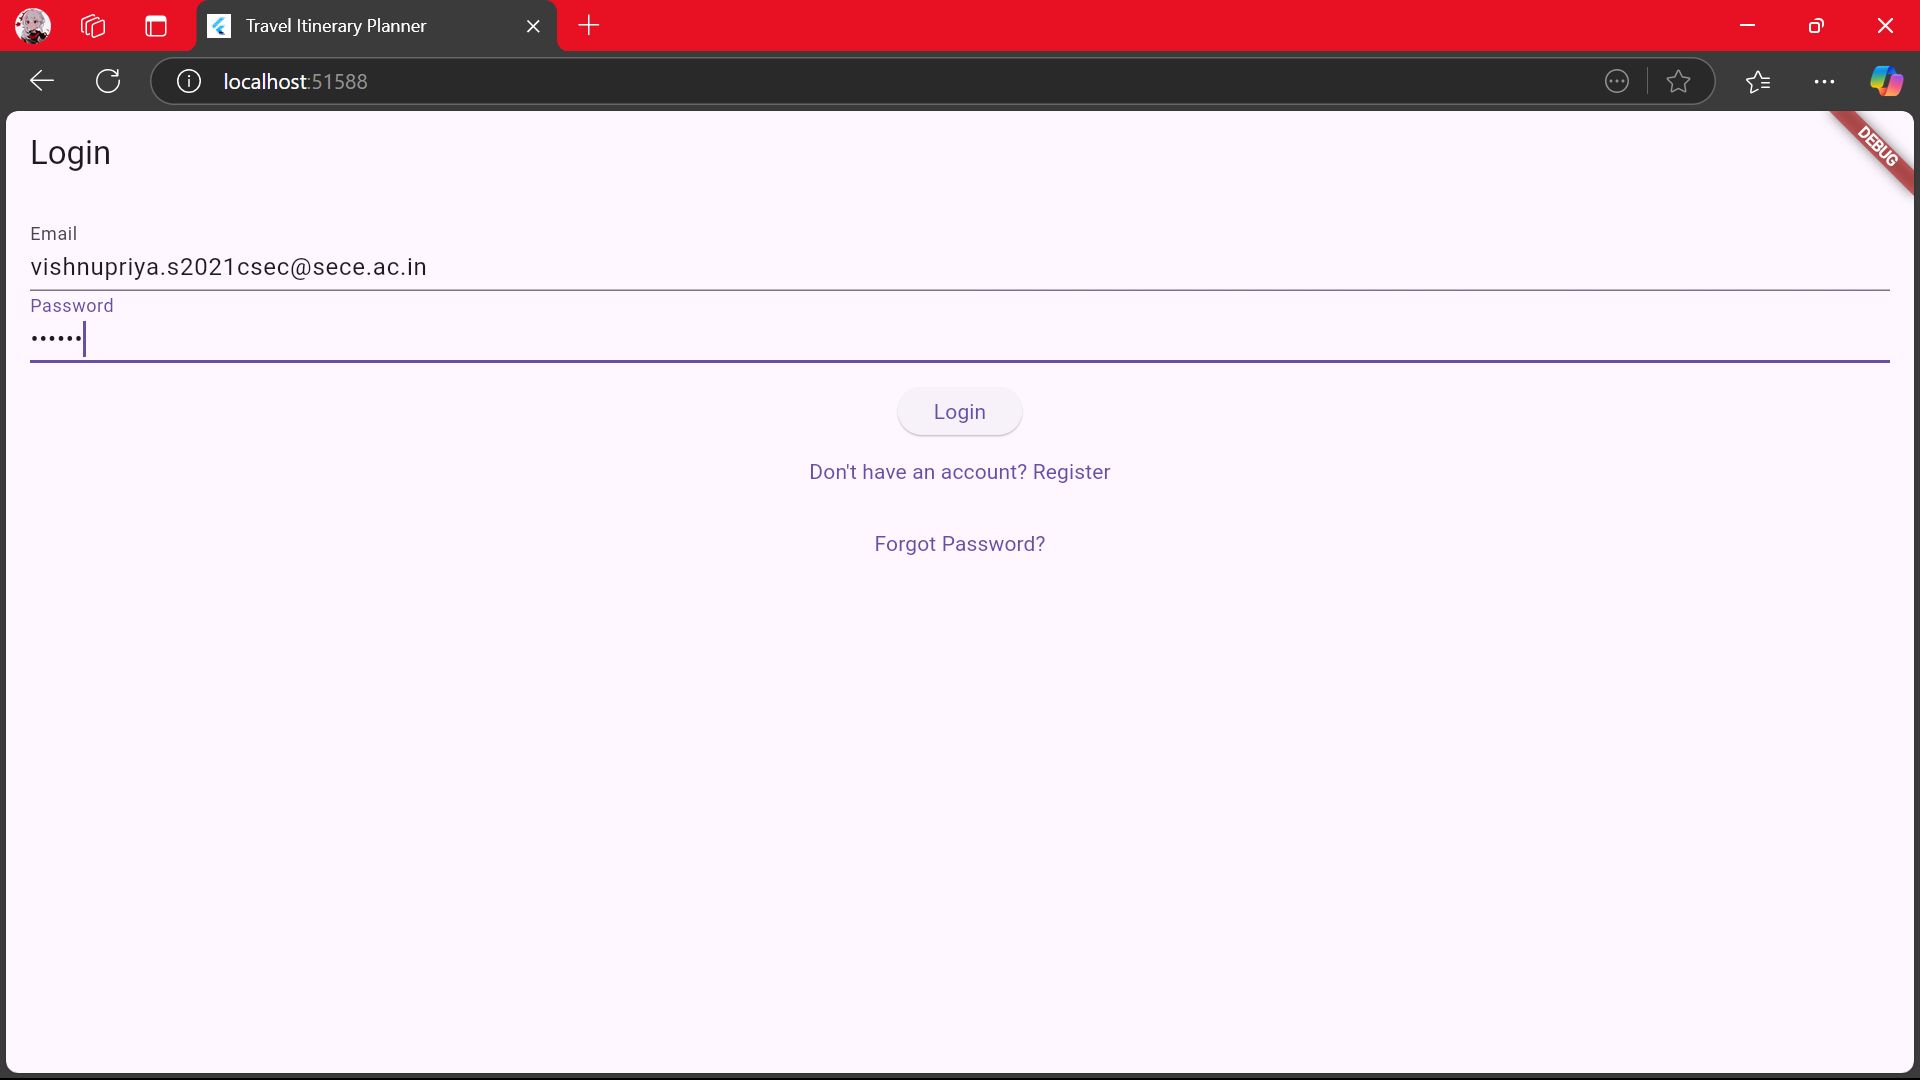 Travel Itinerary Planner
localhost:51588
Login
DEBUG
Email
vishnupriya.s2021csec@sece.ac.in
Password
••••••
Login
Don't have an account? Register
Forgot Password?